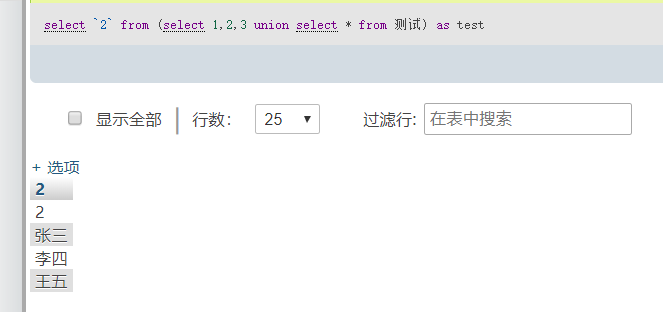 select `2` from (select 1,2,3 union select * from 测试) as test
显示全部 行数: 25 过滤行: 在表中搜索
+ 选项
2
2
张三
李四
王五